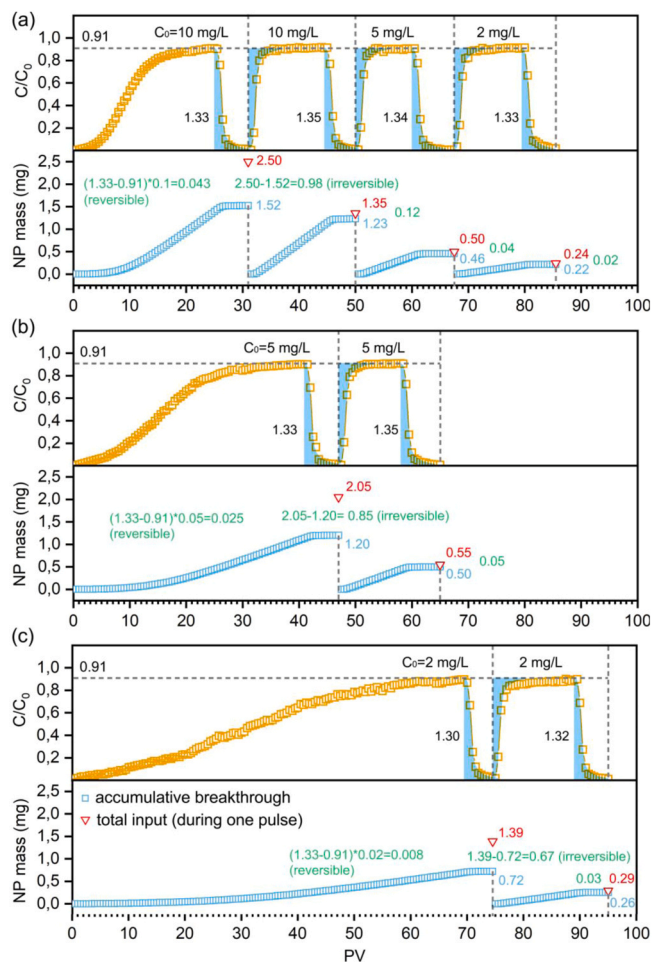 (a)
0.91
C₀=10 mg/L
10 mg/L
5 mg/L
2 mg/L
C/C₀
1,0
0,8
0,6
0,4
0,2
1.33
1.35
1.34
1.33
NP mass (mg)
2,5
2,0
1,5
1,0
0,5
0,0
2.50
(1.33-0.91)*0.1=0.043
(reversible)
2.50-1.52=0.98 (irreversible)
1.52
1.35
0.12
1.23
0.50
0.04
0.46
0.24
0.02
0.22
0 10 20 30 40 50 60 70 80 90 100
(b)
0.91
C₀=5 mg/L
5 mg/L
C/C₀
1,0
0,8
0,6
0,4
0,2
1.33
1.35
NP mass (mg)
2,5
2,0
1,5
1,0
0,5
0,0
2.05
(1.33-0.91)*0.05=0.025
(reversible)
2.05-1.20= 0.85 (irreversible)
1.20
0.55
0.05
0.50
0 10 20 30 40 50 60 70 80 90 100
(c)
0.91
C₀=2 mg/L
2 mg/L
C/C₀
1,0
0,8
0,6
0,4
0,2
1.30
1.32
NP mass (mg)
2,5
2,0
1,5
1,0
0,5
0,0
accumulative breakthrough
total input (during one pulse)
1.39
(1.33-0.91)*0.02=0.008
(reversible)
1.39-0.72=0.67 (irreversible)
0.72
0.03
0.29
0.26
0 10 20 30 40 50 60 70 80 90 100
PV